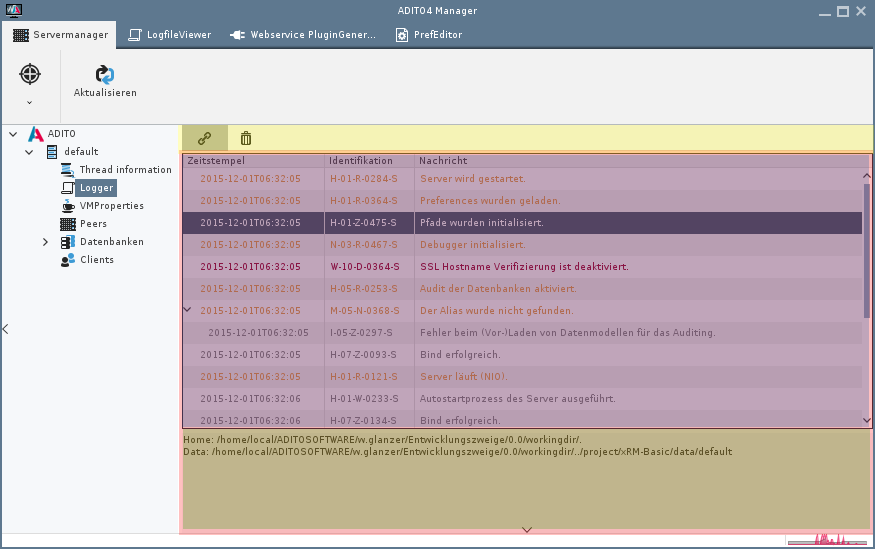 ADITO4 Manager
Servermanager LogfileViewer Webservice PluginGener... PrefEditor
Aktualisieren
ADITO
default
Thread information
Logger
VMProperties
Peers
Datenbanken
Clients
Zeitstempel Identifikation Nachricht
2015-12-01T06:32:05 H-01-R-0284-S Server wird gestartet.
2015-12-01T06:32:05 H-01-R-0364-S Preferences wurden geladen.
2015-12-01T06:32:05 H-01-Z-0475-S Pfade wurden initialisiert.
2015-12-01T06:32:05 N-03-R-0467-S Debugger initialisiert.
2015-12-01T06:32:05 W-10-D-0364-S SSL Hostname Verifizierung ist deaktiviert.
2015-12-01T06:32:05 H-05-R-0253-S Audit der Datenbanken aktiviert.
2015-12-01T06:32:05 M-05-N-0368-S Der Alias wurde nicht gefunden.
2015-12-01T06:32:05 I-05-Z-0297-S Fehler beim (Vor-)Laden von Datenmodellen für das Auditing.
2015-12-01T06:32:05 H-07-Z-0093-S Bind erfolgreich.
2015-12-01T06:32:05 H-01-R-0121-S Server läuft (NIO).
2015-12-01T06:32:06 H-01-W-0233-S Autostartprozess des Server ausgeführt.
2015-12-01T06:32:06 H-07-Z-0134-S Bind erfolgreich.
Home: /home/local/ADITOSOFTWARE/w.glanzer/Entwicklungszweige/0.0/workingdir/.
Data: /home/local/ADITOSOFTWARE/w.glanzer/Entwicklungszweige/0.0/workingdir/../project/xRM-Basic/data/default